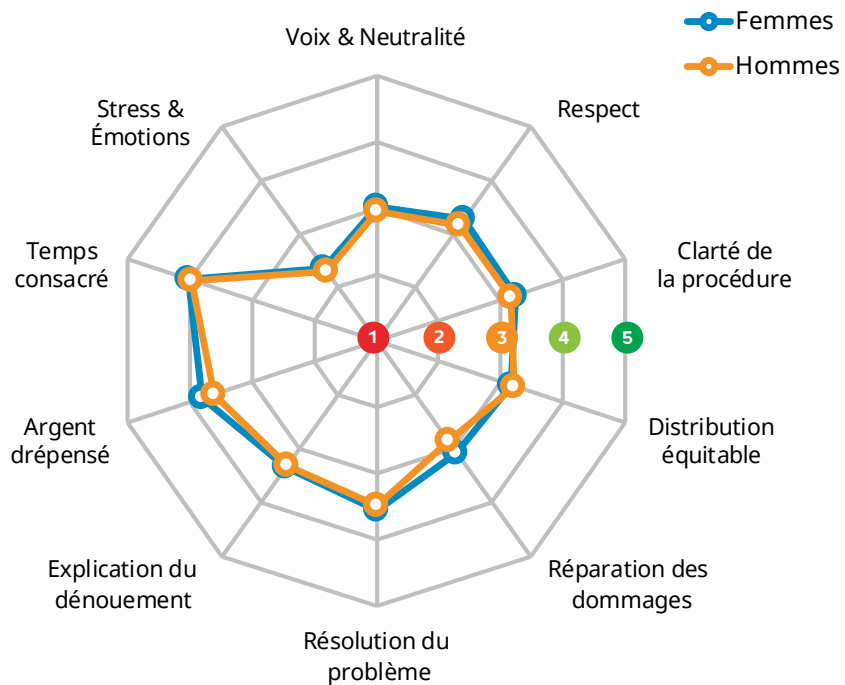 Femmes
Hommes
Voix & Neutralité
Stress &
Émotions
Respect
Temps
consacré
Clarté de
la procédure
1
2
3
4
5
Argent
drépensé
Distribution
équitable
Explication du
dénouement
Réparation des
dommages
Résolution du
problème